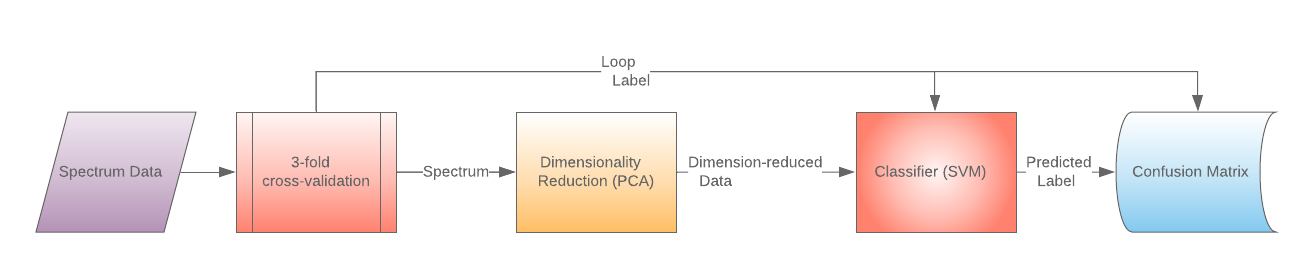 Loop
Label
Spectrum Data
3-fold
cross-validation
Spectrum
Dimensionality
Reduction (PCA)
Dimension-reduced
Data
Classifier (SVM)
Predicted
Label
Confusion Matrix